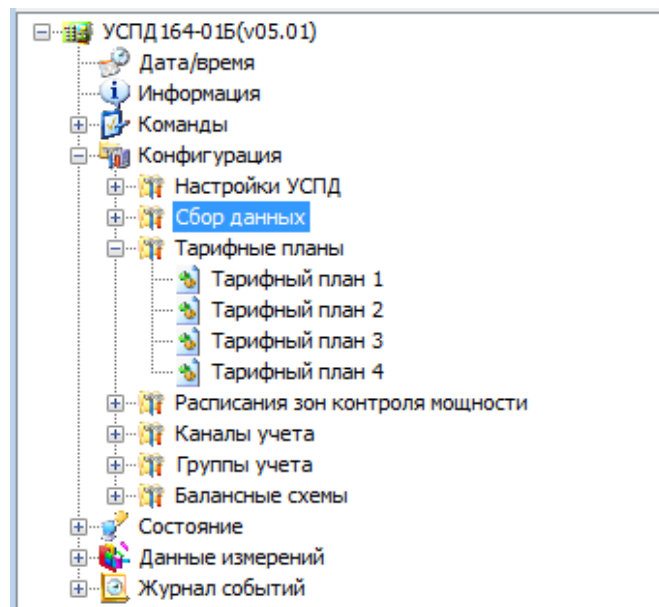 УСПД164-01Б(v05.01)
Дата/время
Информация
Команды
Конфигурация
Настройки УСПД
Сбор данных
Тарифные планы
Тарифный план 1
Тарифный план 2
Тарифный план 3
Тарифный план 4
Расписания зон контроля мощности
Каналы учета
Группы учета
Балансные схемы
Состояние
Данные измерений
Журнал событий